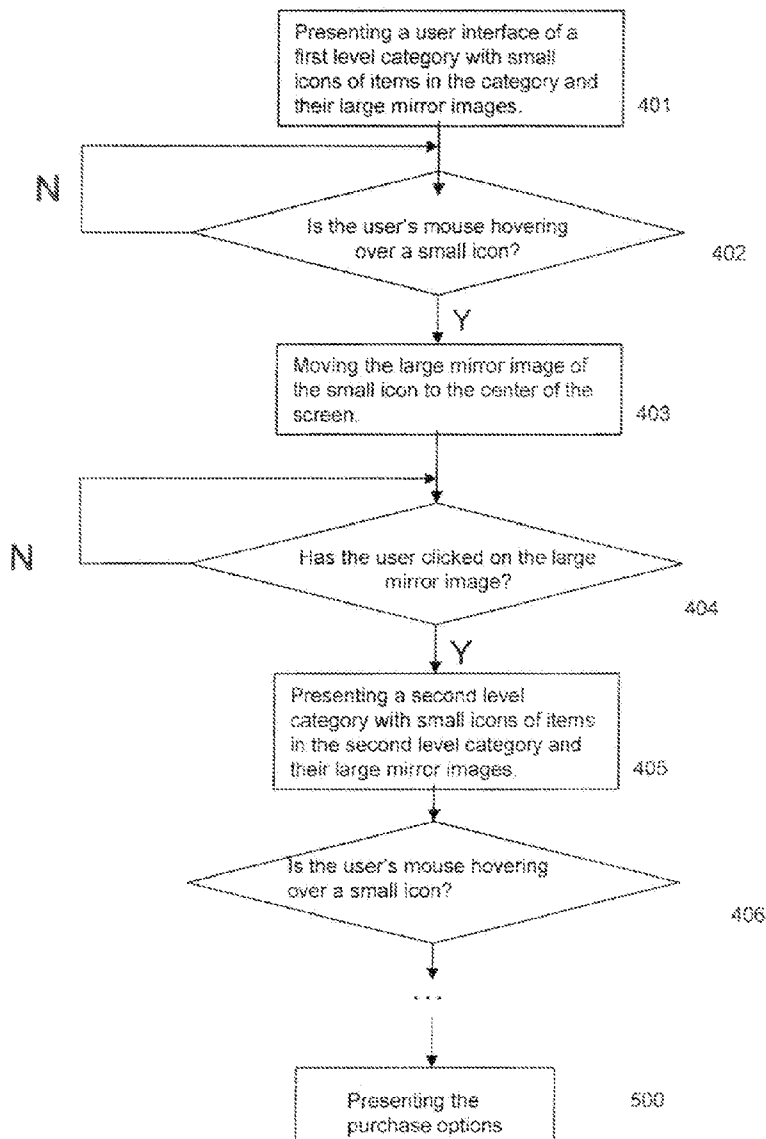 Presenting a user interface of a
first level category with small
icons of items in the category and
their large mirror images.
401
N
Is the user's mouse hovering
over a small icon?
402
Y
Moving the large mirror image of
the small icon to the center of the
screen.
403
N
Has the user clicked on the large
mirror image?
404
Y
Presenting a second level
category with small icons of items
in the second level category and
their large mirror images.
405
Is the user's mouse hovering
over a small icon?
406
...
Presenting the
purchase options
500